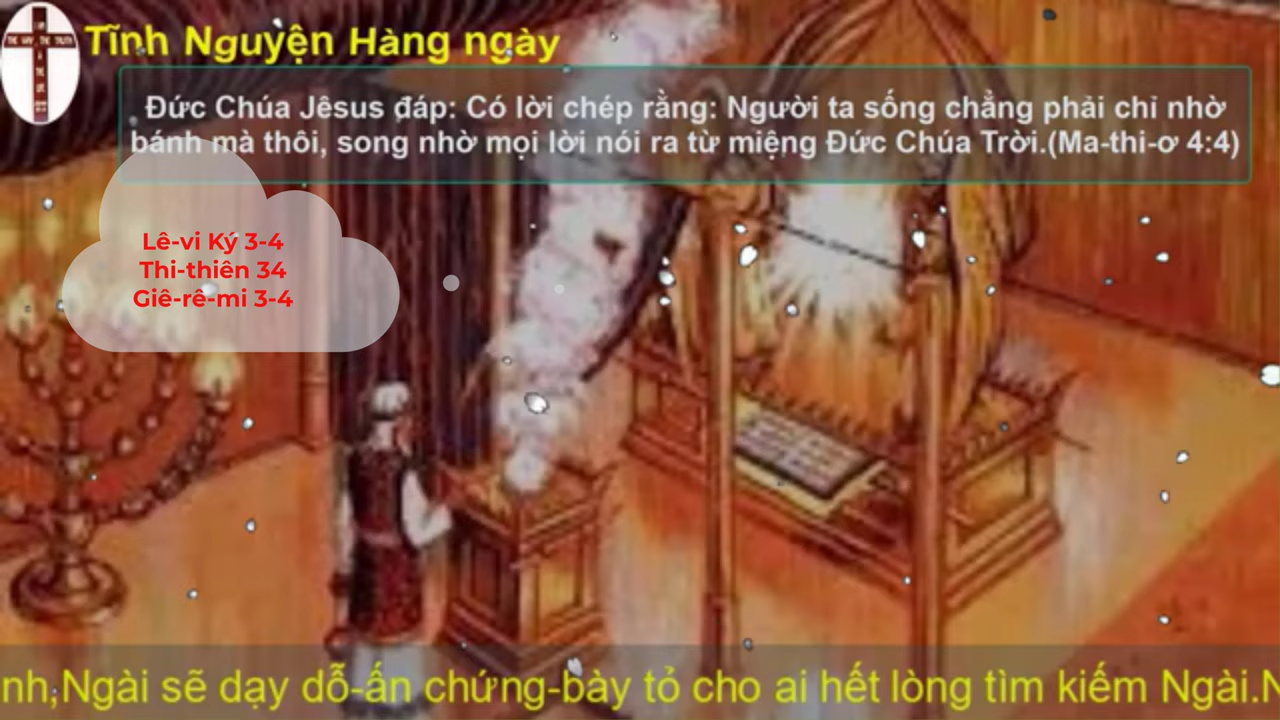 Tĩnh Nguyện Hàng ngày
Đức Chúa Jêsus đáp: Có lời chép rằng: Người ta sống chẳng phải chỉ nhờ
bánh mà thôi, song nhờ mọi lời nói ra từ miệng Đức Chúa Trời.(Ma-thi-ơ 4:4)
Lê-vi Ký 3-4
Thi-thiên 34
Giê-rê-mi 3-4
nh,Ngài sẽ dạy dỗ-ấn chứng-bày tỏ cho ai hết lòng tìm kiếm Ngài.N